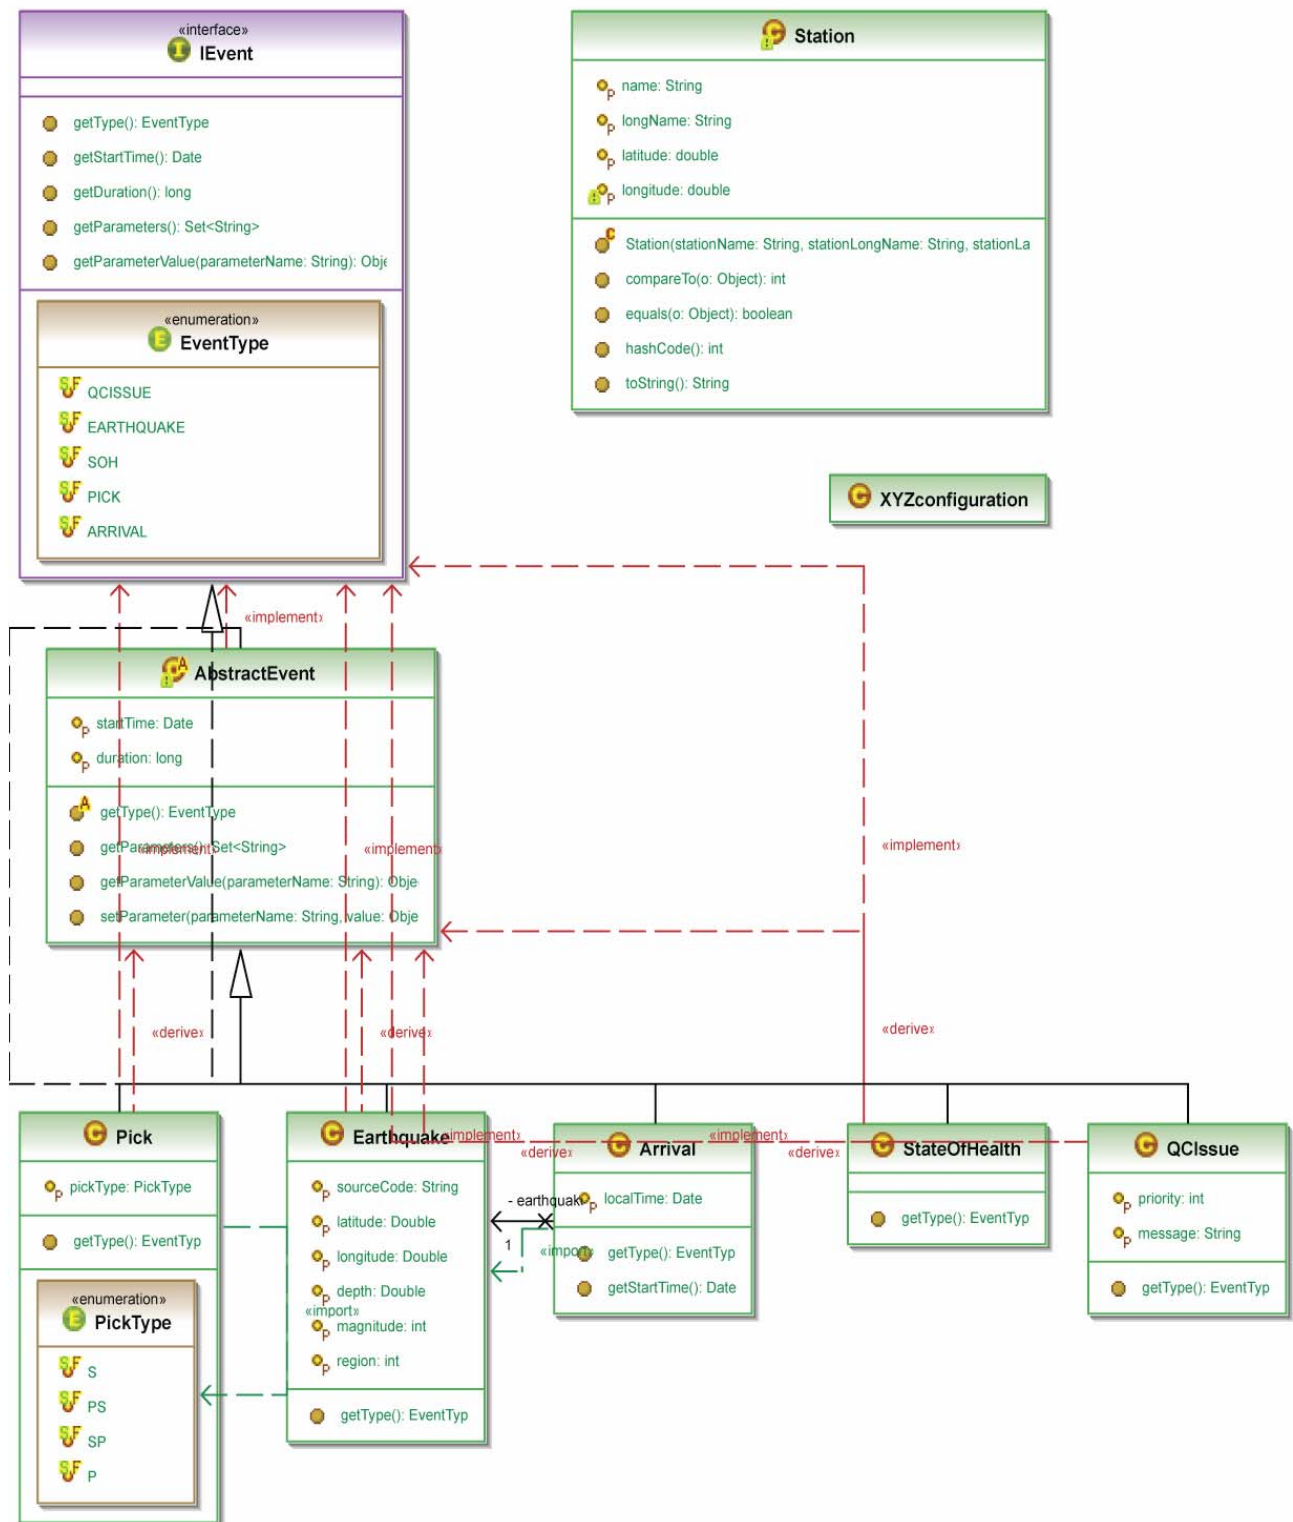 «interface»
IEvent
getType(): EventType
getStartTime(): Date
getDuration(): long
getParameters(): Set<String>
getParameterValue(parameterName: String): Obje
«enumeration»
EventType
QCISSUE
EARTHQUAKE
SOH
PICK
ARRIVAL
Station
name: String
longName: String
latitude: double
longitude: double
Station(stationName: String, stationLongName: String, stationLa
compareTo(o: Object): int
equals(o: Object): boolean
hashCode(): int
toString(): String
XYZconfiguration
«implement»
AbstractEvent
startTime: Date
duration: long
getType(): EventType
getParameters(): Set<String>
getParameterValue(parameterName: String): Obje
setParameter(parameterName: String, value: Obje
«implement»
«implement»
«implement»
«derive»
«derive»
«derive»
Pick
pickType: PickType
getType(): EventTyp
«enumeration»
PickType
S
PS
SP
P
Earthquake
sourceCode: String
latitude: Double
longitude: Double
depth: Double
«import»
magnitude: int
region: int
getType(): EventTyp
«implement»
«derive»
- earthquake
1
«import»
Arrival
localTime: Date
getType(): EventTyp
getStartTime(): Date
«implement»
«derive»
StateOfHealth
getType(): EventTyp
QCIssue
priority: int
message: String
getType(): EventTyp